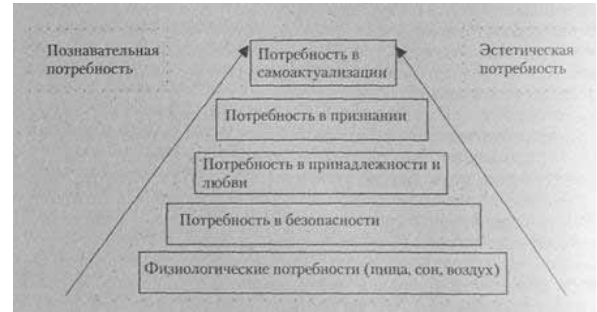 Познавательная
потребность
Потребность в
самоактуализации
Эстетическая
потребность
Потребность в признании
Потребность в принадлежности и
любви
Потребность в безопасности
Физиологические потребности (пища, сон, воздух)